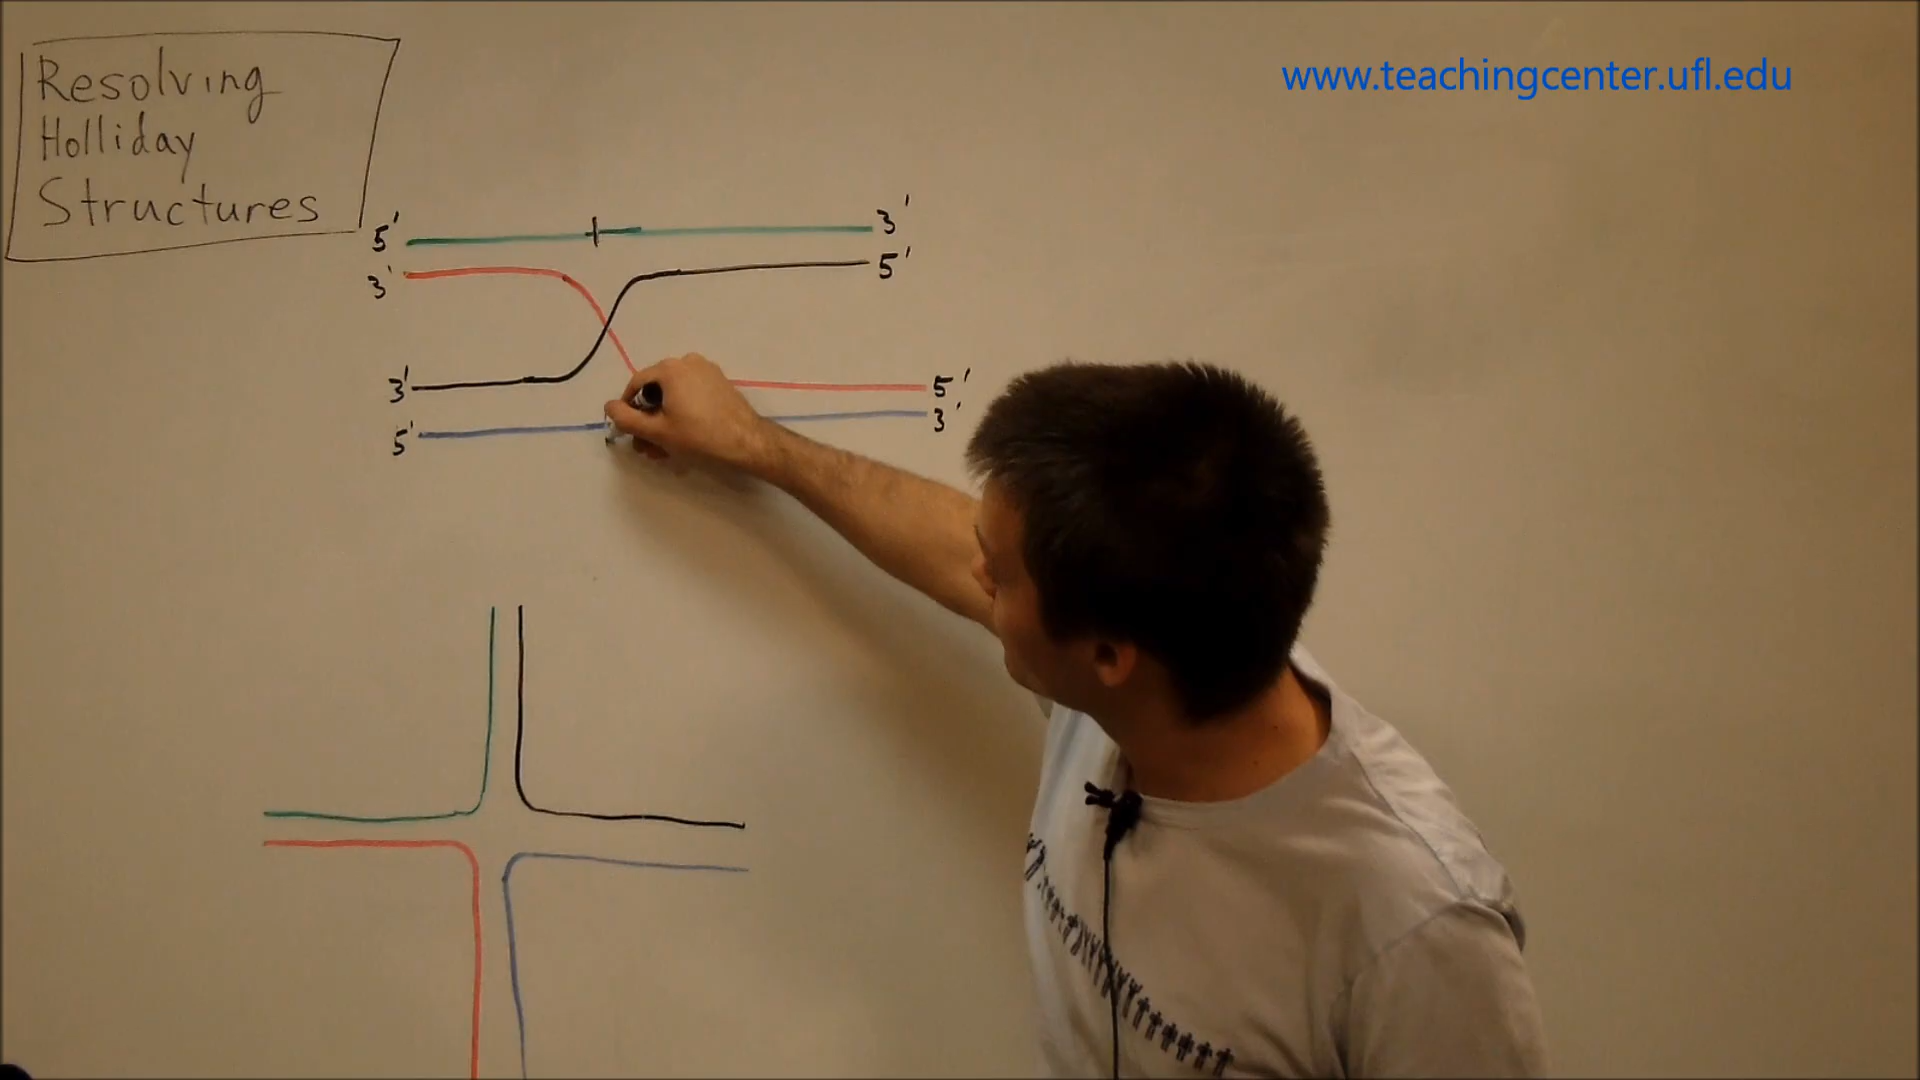 Resolving
Holliday
Structures
www.teachingcenter.ufl.edu
5' 3'
3' 5'
3' 5'
5' 3'